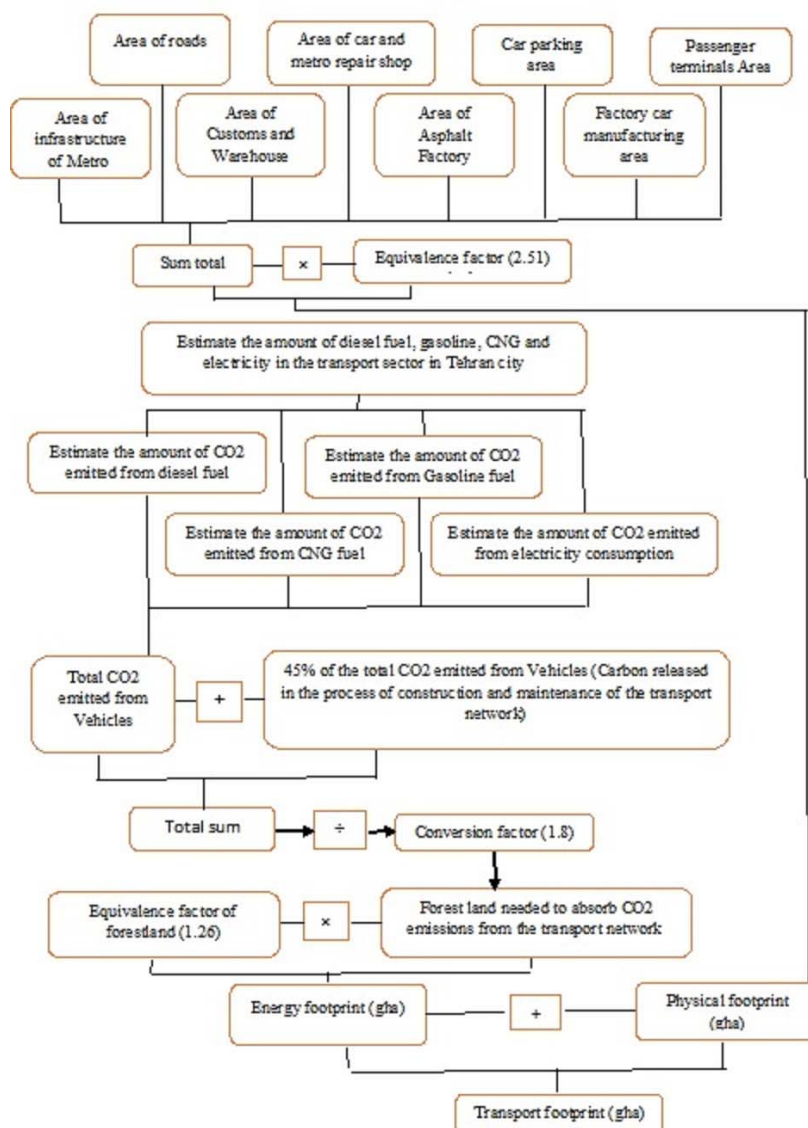 Area of roads
Area of car and
metro repair shop
Car parking
area
Passenger
terminals Area
Area of
infrastructure
of Metro
Area of
Customs and
Warehouse
Area of
Asphalt
Factory
Factory car
manufacturing
area
Sum total
×
Equivalence factor (2.51)
Estimate the amount of diesel fuel, gasoline, CNG and
electricity in the transport sector in Tehran city
Estimate the amount of CO2
emitted from diesel fuel
Estimate the amount of CO2
emitted from Gasoline fuel
Estimate the amount of CO2
emitted from CNG fuel
Estimate the amount of CO2 emitted
from electricity consumption
Total CO2
emitted from
Vehicles
+
45% of the total CO2 emitted from Vehicles (Carbon released
in the process of construction and maintenance of the transport
network)
Total sum
÷
Conversion factor (1.8)
Equivalence factor of
forestland (1.26)
×
Forest land needed to absorb CO2
emissions from the transport network
Energy footprint (gha)
+
Physical footprint
(gha)
Transport footprint (gha)